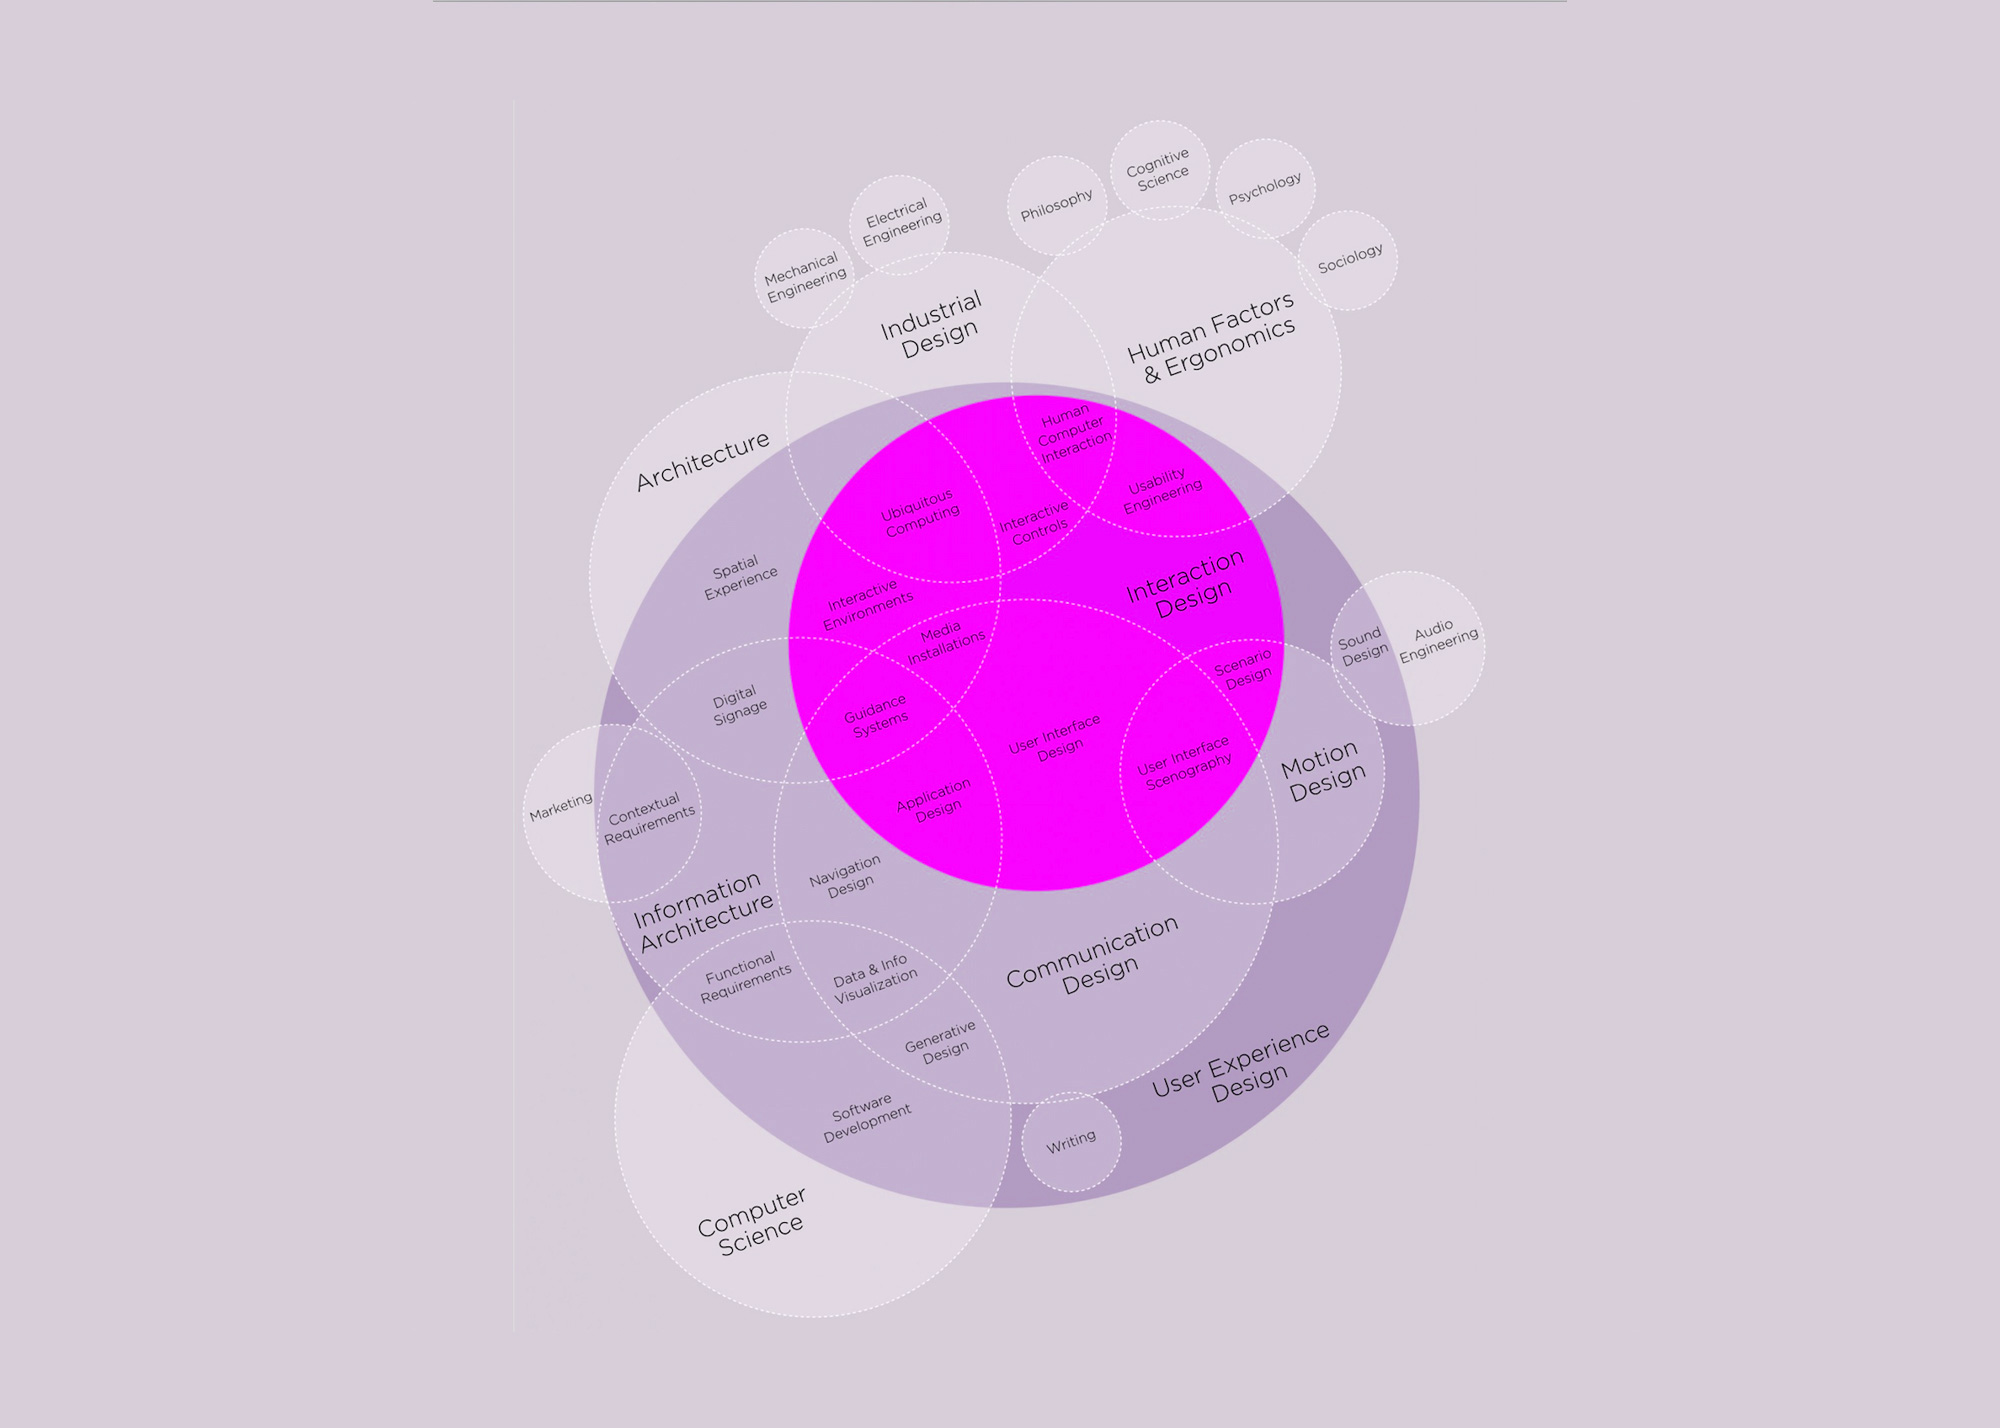 Cognitive
Science
Psychology
Philosophy
Electrical
Engineering
Sociology
Mechanical
Engineering
Industrial
Design
Human Factors
& Ergonomics
Architecture
Human
Computer
Interaction
Usability
Engineering
Ubiquitous
Computing
Interactive
Controls
Spatial
Experience
Interaction
Design
Interactive
Environments
Media
Installations
Sound
Design
Audio
Engineering
Scenario
Design
Digital
Signage
Guidance
Systems
User Interface
Design
User Interface
Scenography
Motion
Design
Marketing
Contextual
Requirements
Application
Design
Navigation
Design
Information
Architecture
Communication
Design
Functional
Requirements
Data & Info
Visualization
Generative
Design
User Experience
Design
Software
Development
Writing
Computer
Science